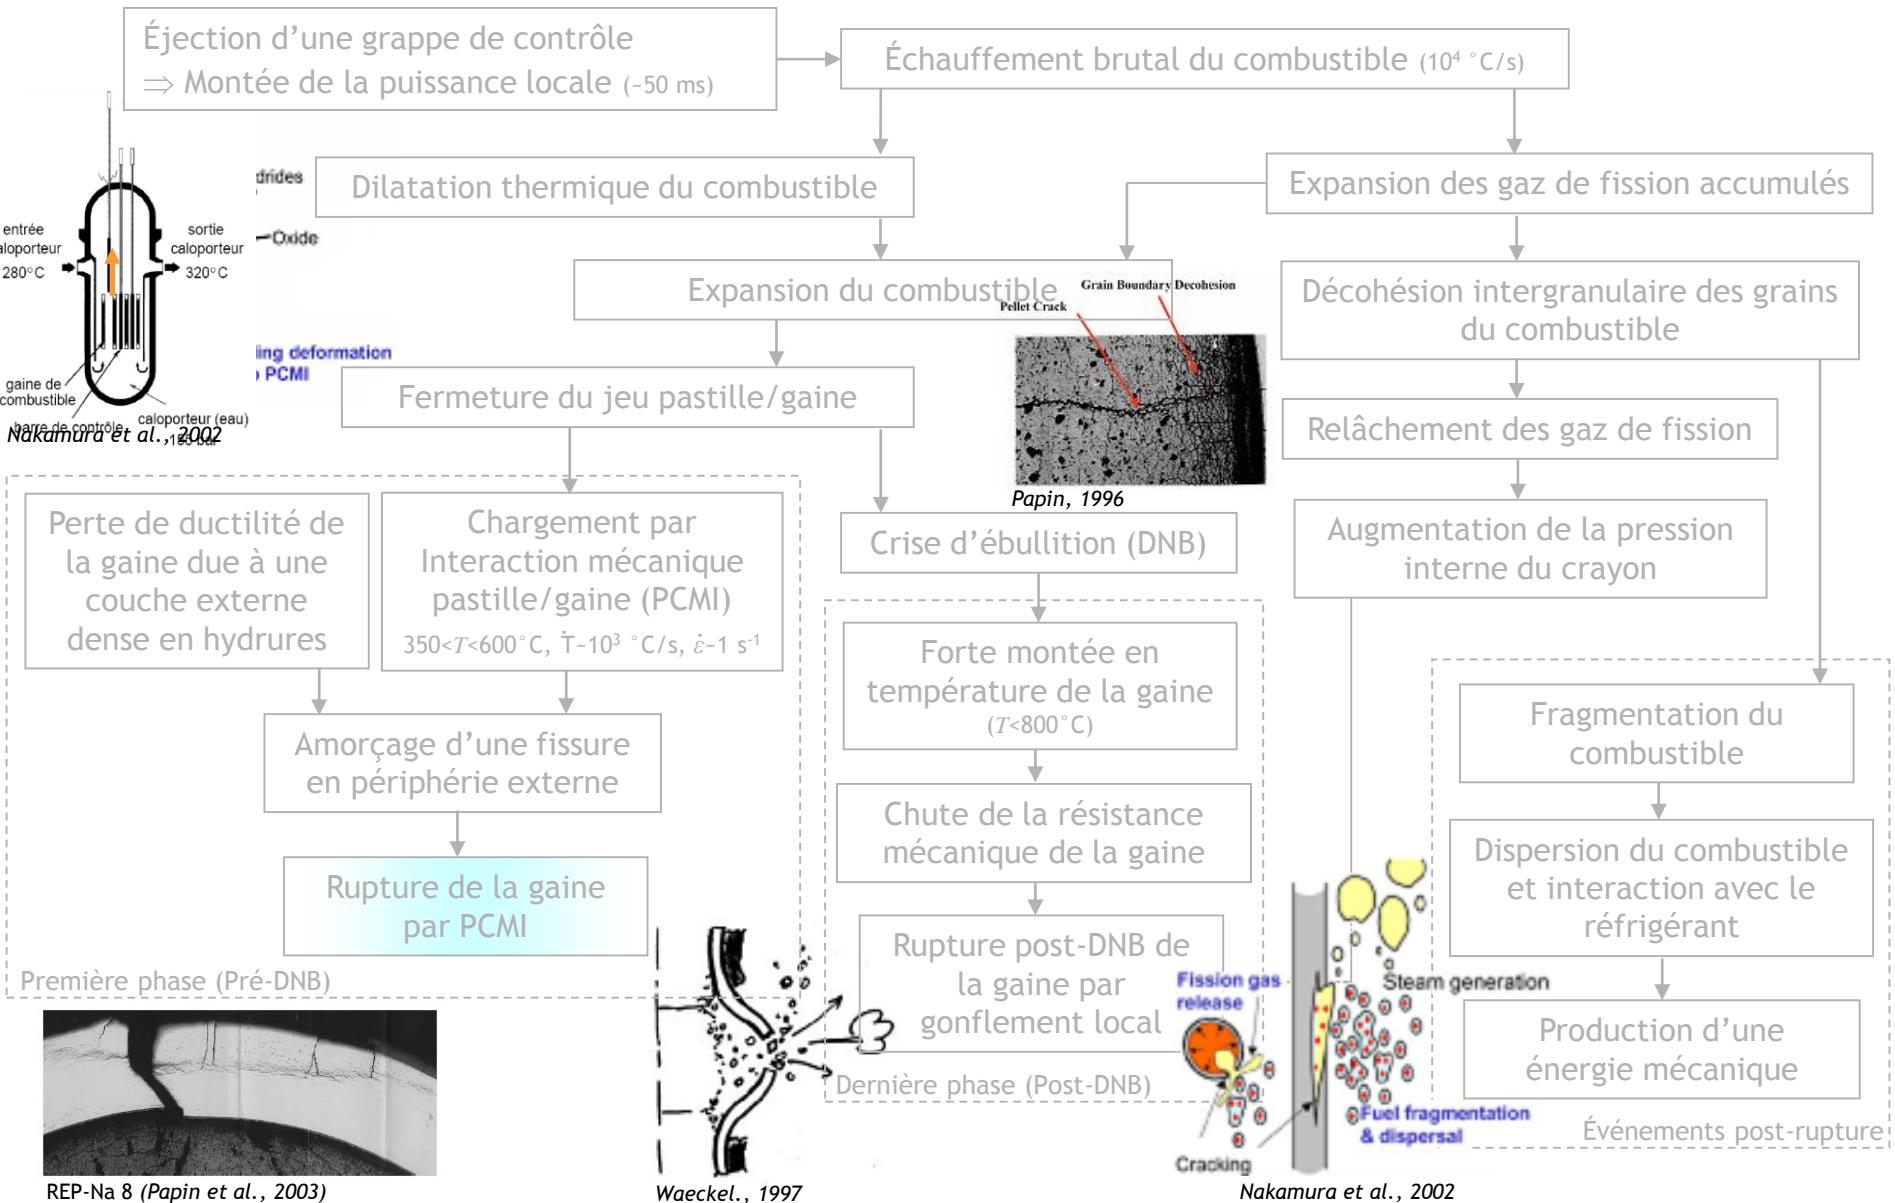 Éjection d’une grappe de contrôle
⇒ Montée de la puissance locale (~50 ms)
Échauffement brutal du combustible (10⁴ °C/s)
drides
Oxide
ing deformation
PCMI
entrée
aloporteur
280°C
sortie
caloporteur
320°C
gaine de
combustible
barre de contrôle
caloporteur (eau)
155 bar
Nakamura et al., 2002
Dilatation thermique du combustible
Expansion des gaz de fission accumulés
Expansion du combustible
Grain Boundary Decohesion
Pellet Crack
Papin, 1996
Décohésion intergranulaire des grains
du combustible
Fermeture du jeu pastille/gaine
Relâchement des gaz de fission
Perte de ductilité de
la gaine due à une
couche externe
dense en hydrures
Chargement par
Interaction mécanique
pastille/gaine (PCMI)
350<T<600°C, Ṫ~10³ °C/s, ε̇~1 s⁻¹
Crise d’ébullition (DNB)
Augmentation de la pression
interne du crayon
Forte montée en
température de la gaine
(T<800°C)
Amorçage d’une fissure
en périphérie externe
Fragmentation du
combustible
Chute de la résistance
mécanique de la gaine
Dispersion du combustible
et interaction avec le
réfrigérant
Rupture de la gaine
par PCMI
Première phase (Pré-DNB)
Rupture post-DNB de
la gaine par
gonflement local
Dernière phase (Post-DNB)
Fission gas
release
Steam generation
Fuel fragmentation
& dispersal
Cracking
Production d’une
énergie mécanique
Événements post-rupture
REP-Na 8 (Papin et al., 2003)
Waeckel., 1997
Nakamura et al., 2002